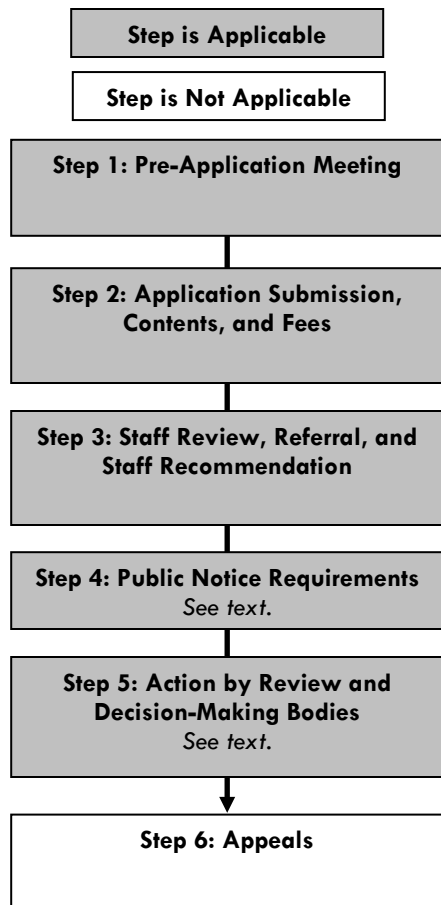 Step is Applicable
Step is Not Applicable
Step 1: Pre-Application Meeting
Step 2: Application Submission,
Contents, and Fees
Step 3: Staff Review, Referral, and
Staff Recommendation
Step 4: Public Notice Requirements
See text.
Step 5: Action by Review and
Decision-Making Bodies
See text.
Step 6: Appeals